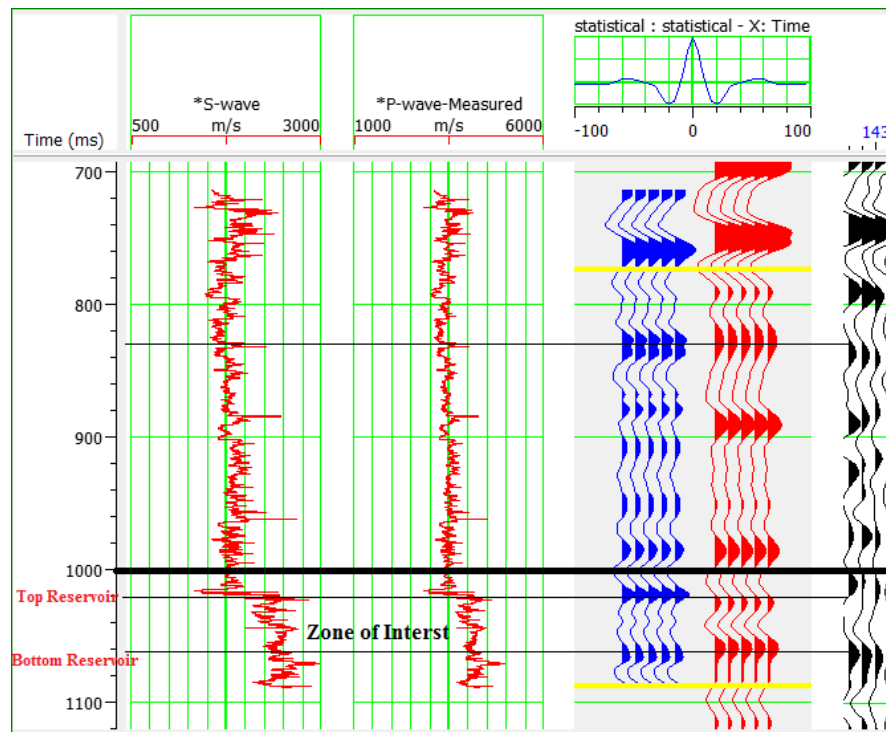 statistical : statistical - X: Time
*S-wave
*P-wave-Measured
500 m/s 3000
1000 m/s 6000
Time (ms)
-100 0 100
143
700
800
900
1000
Top Reservoir
Zone of Interst
Bottom Reservoir
1100